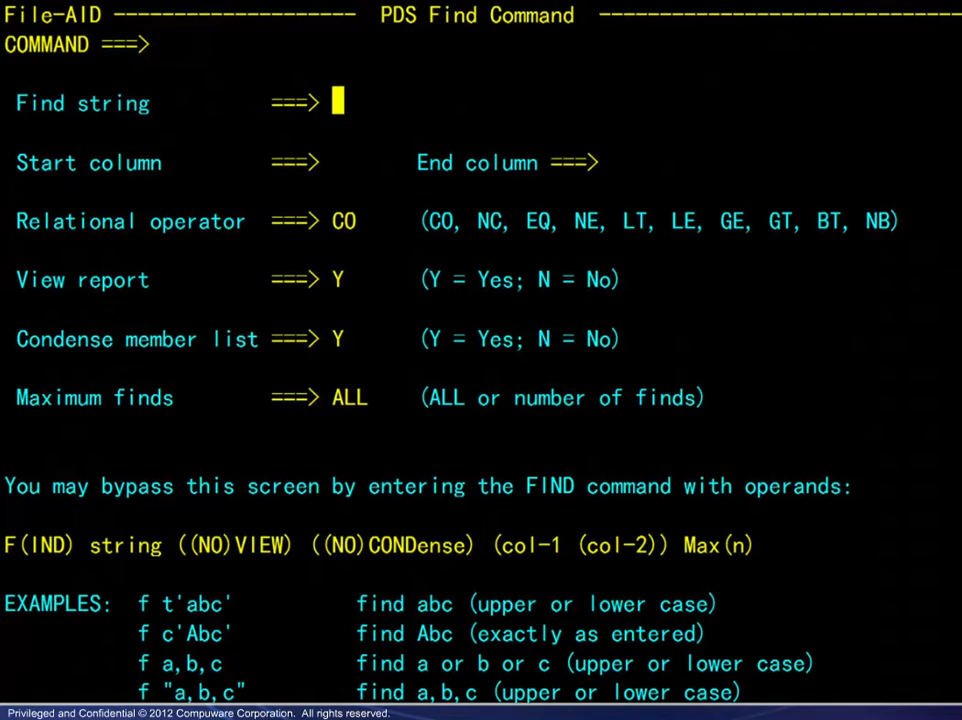 File-AID -------------------- PDS Find Command ------------------------------
COMMAND ===>
Find string ===>
Start column ===> End column ===>
Relational operator ===> CO (CO, NC, EQ, NE, LT, LE, GE, GT, BT, NB)
View report ===> Y (Y = Yes; N = No)
Condense member list ===> Y (Y = Yes; N = No)
Maximum finds ===> ALL (ALL or number of finds)
You may bypass this screen by entering the FIND command with operands:
F(IND) string ((NO)VIEW) ((NO)CONDense) (col-1 (col-2)) Max(n)
EXAMPLES: f t'abc' find abc (upper or lower case)
f c'Abc' find Abc (exactly as entered)
f a,b,c find a or b or c (upper or lower case)
f "a,b,c" find a,b,c (upper or lower case)
Privileged and Confidential © 2012 Compuware Corporation. All rights reserved.